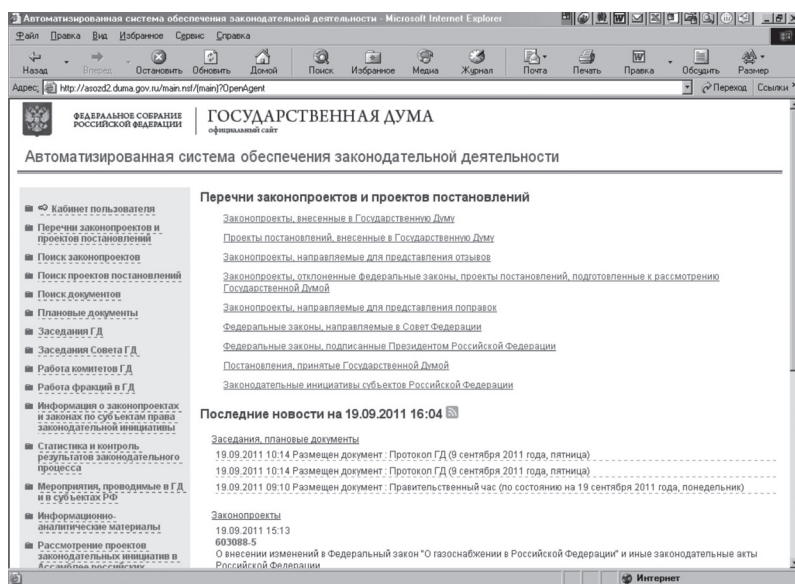 Автоматизированная система обеспечения законодательной деятельности - Microsoft Internet Explorer
Файл Правка Вид Избранное Сервис Справка
Назад Вперед Остановить Обновить Домой Поиск Избранное Медиа Журнал Почта Печать Правка Обсудить Размер
Адрес: http://asozd2.duma.gov.ru/main.nsf/(main)?OpenAgent Переход Ссылки
ФЕДЕРАЛЬНОЕ СОБРАНИЕ
РОССИЙСКОЙ ФЕДЕРАЦИИ
ГОСУДАРСТВЕННАЯ ДУМА
официальный сайт
Автоматизированная система обеспечения законодательной деятельности
Кабинет пользователя
Перечни законопроектов и
проектов постановлений
Поиск законопроектов
Поиск проектов постановлений
Поиск документов
Плановые документы
Заседания ГД
Заседания Совета ГД
Работа комитетов ГД
Работа фракций в ГД
Информация о законопроектах
и законах по субъектам права
законодательной инициативы
Статистика и контроль
результатов законодательного
процесса
Мероприятия, проводимые в ГД
и в субъектах РФ
Информационно-
аналитические материалы
Рассмотрение проектов
законодательных инициатив в
Ассамблее российских
Перечни законопроектов и проектов постановлений
Законопроекты, внесенные в Государственную Думу
Проекты постановлений, внесенные в Государственную Думу
Законопроекты, направляемые для представления отзывов
Законопроекты, отклоненные федеральные законы, проекты постановлений, подготовленные к рассмотрению
Государственной Думой
Законопроекты, направляемые для представления поправок
Федеральные законы, направляемые в Совет Федерации
Федеральные законы, подписанные Президентом Российской Федерации
Постановления, принятые Государственной Думой
Законодательные инициативы субъектов Российской Федерации
Последние новости на 19.09.2011 16:04
Заседания, плановые документы
19.09.2011 10:14 Размещен документ : Протокол ГД (9 сентября 2011 года, пятница)
19.09.2011 10:14 Размещен документ : Протокол ГД (9 сентября 2011 года, пятница)
19.09.2011 09:10 Размещен документ : Правительственный час (по состоянию на 19 сентября 2011 года, понедельник)
Законопроекты
19.09.2011 15:13
603088-5
О внесении изменений в Федеральный закон "О газоснабжении в Российской Федерации" и иные законодательные акты
Российской Федерации
Интернет